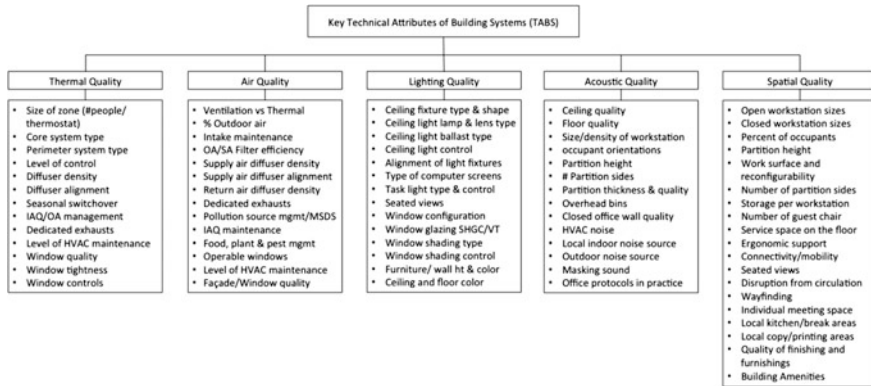 Key Technical Attributes of Building Systems (TABS)
Thermal Quality
• Size of zone (#people/
thermostat)
• Core system type
• Perimeter system type
• Level of control
• Diffuser density
• Diffuser alignment
• Seasonal switchover
• IAQ/OA management
• Dedicated exhausts
• Level of HVAC maintenance
• Window quality
• Window tightness
• Window controls
Air Quality
• Ventilation vs Thermal
• % Outdoor air
• Intake maintenance
• OA/SA Filter efficiency
• Supply air diffuser density
• Supply air diffuser alignment
• Return air diffuser density
• Dedicated exhausts
• Pollution source mgmt/MSDS
• IAQ maintenance
• Food, plant & pest mgmt
• Operable windows
• Level of HVAC maintenance
• Façade/Window quality
Lighting Quality
• Ceiling fixture type & shape
• Ceiling light lamp & lens type
• Ceiling light ballast type
• Ceiling light control
• Alignment of light fixtures
• Type of computer screens
• Task light type & control
• Seated views
• Window configuration
• Window glazing SHGC/VT
• Window shading type
• Window shading control
• Furniture/ wall ht & color
• Ceiling and floor color
Acoustic Quality
• Ceiling quality
• Floor quality
• Size/density of workstation
• occupant orientations
• Partition height
• # Partition sides
• Partition thickness & quality
• Overhead bins
• Closed office wall quality
• HVAC noise
• Local indoor noise source
• Outdoor noise source
• Masking sound
• Office protocols in practice
Spatial Quality
• Open workstation sizes
• Closed workstation sizes
• Percent of occupants
• Partition height
• Work surface and
reconfigurability
• Number of partition sides
• Storage per workstation
• Number of guest chair
• Service space on the floor
• Ergonomic support
• Connectivity/mobility
• Seated views
• Disruption from circulation
• Wayfinding
• Individual meeting space
• Local kitchen/break areas
• Local copy/printing areas
• Quality of finishing and
furnishings
• Building Amenities